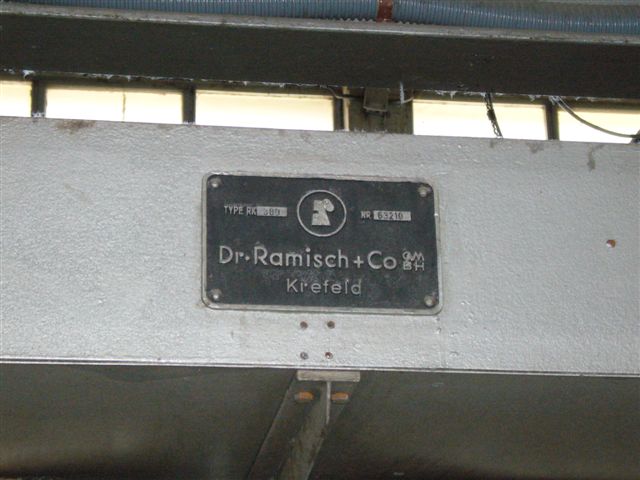 TYPE RK 380 NR 63210
Dr. Ramisch + Co GMBH
Krefeld